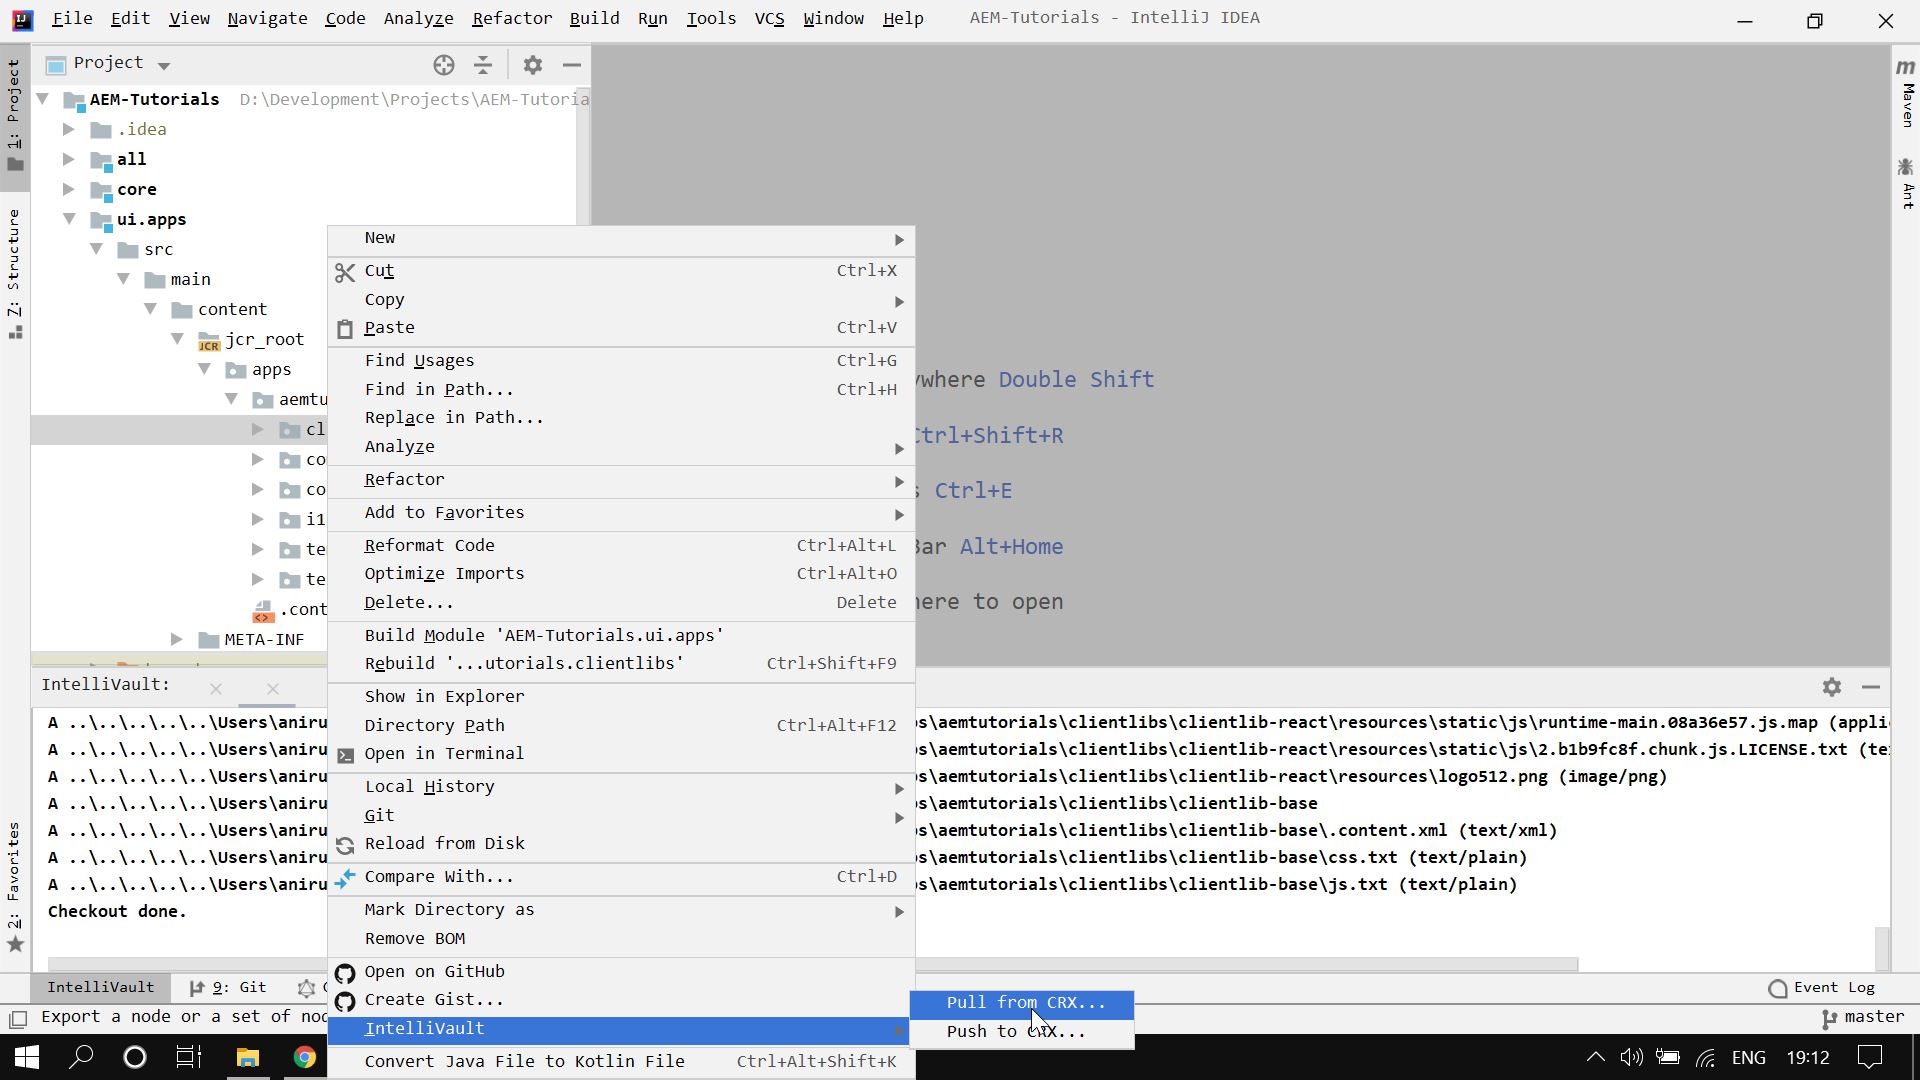 File Edit View Navigate Code Analyze Refactor Build Run Tools VCS Window Help AEM-Tutorials - IntelliJ IDEA
Project
AEM-Tutorials D:\Development\Projects\AEM-Tutoria
.idea
all
core
ui.apps
src
main
content
jcr_root
apps
aemtu
cl
co
co
i1
te
te
.cont
META-INF
1: Project
7: Structure
2: Favorites
Maven
Ant
New
Cut Ctrl+X
Copy
Paste Ctrl+V
Find Usages Ctrl+G
Find in Path... Ctrl+H
Replace in Path...
Analyze
Refactor
Add to Favorites
Reformat Code Ctrl+Alt+L
Optimize Imports Ctrl+Alt+O
Delete... Delete
Build Module 'AEM-Tutorials.ui.apps'
Rebuild '...utorials.clientlibs' Ctrl+Shift+F9
Show in Explorer
Directory Path Ctrl+Alt+F12
Open in Terminal
Local History
Git
Reload from Disk
Compare With... Ctrl+D
Mark Directory as
Remove BOM
Open on GitHub
Create Gist...
IntelliVault
Convert Java File to Kotlin File Ctrl+Alt+Shift+K
Pull from CRX...
Push to CRX...
ywhere Double Shift
Ctrl+Shift+R
s Ctrl+E
Bar Alt+Home
here to open
IntelliVault:
A ..\..\..\..\..\Users\aniru s\aemtutorials\clientlibs\clientlib-react\resources\static\js\runtime-main.08a36e57.js.map (appli
A ..\..\..\..\..\Users\aniru s\aemtutorials\clientlibs\clientlib-react\resources\static\js\2.b1b9fc8f.chunk.js.LICENSE.txt (te
A ..\..\..\..\..\Users\aniru s\aemtutorials\clientlibs\clientlib-react\resources\logo512.png (image/png)
A ..\..\..\..\..\Users\aniru s\aemtutorials\clientlibs\clientlib-base
A ..\..\..\..\..\Users\aniru s\aemtutorials\clientlibs\clientlib-base\.content.xml (text/xml)
A ..\..\..\..\..\Users\aniru s\aemtutorials\clientlibs\clientlib-base\css.txt (text/plain)
A ..\..\..\..\..\Users\aniru s\aemtutorials\clientlibs\clientlib-base\js.txt (text/plain)
Checkout done.
IntelliVault 9: Git Event Log
Export a node or a set of nod master
ENG 19:12